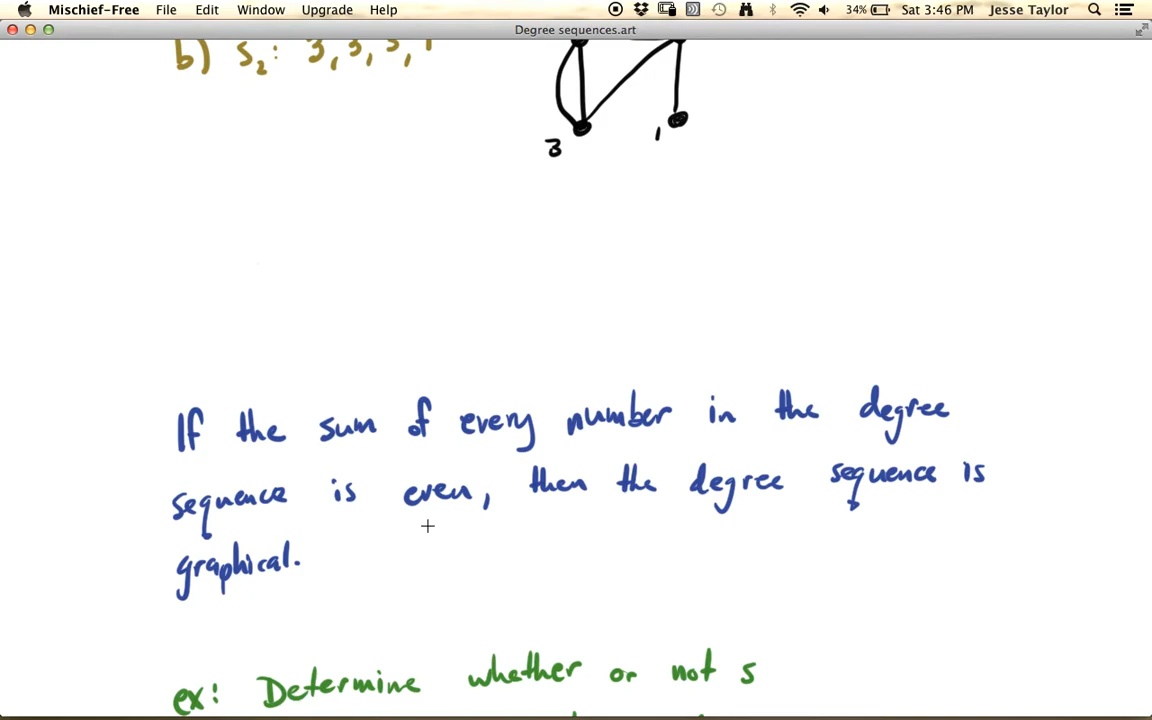 Mischief-Free File Edit Window Upgrade Help 34% Sat 3:46 PM Jesse Taylor
Degree sequences.art
b) S₂: 3, 3, 3, 1
3 1
If the sum of every number in the degree
sequence is even, then the degree sequence is
graphical.
ex: Determine whether or not s